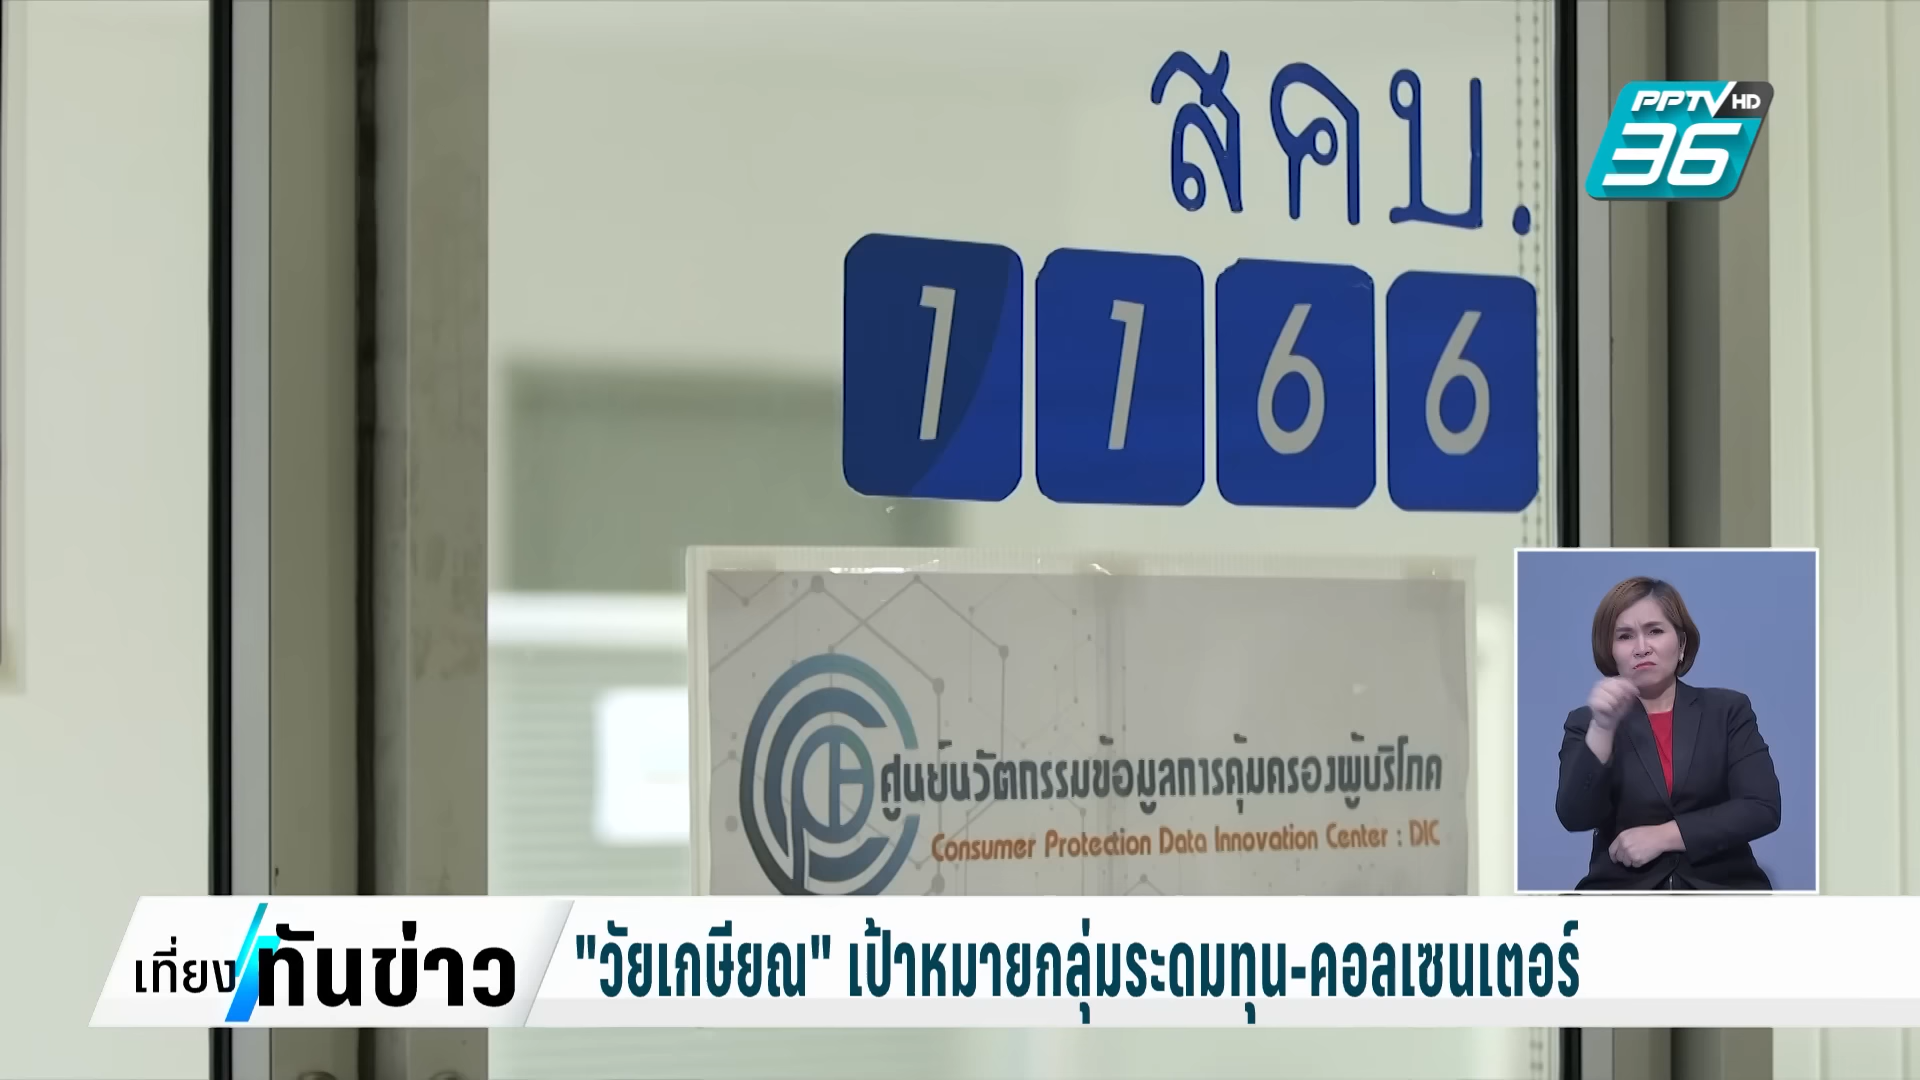 สคบ.
PPTV HD
36
1 1 6 6
ศูนย์นวัตกรรมข้อมูลการคุ้มครองผู้บริโภค
Consumer Protection Data Innovation Center : DIC
เที่ยงทันข่าว
"วัยเกษียณ" เป้าหมายกลุ่มระดมทุน-คอลเซนเตอร์